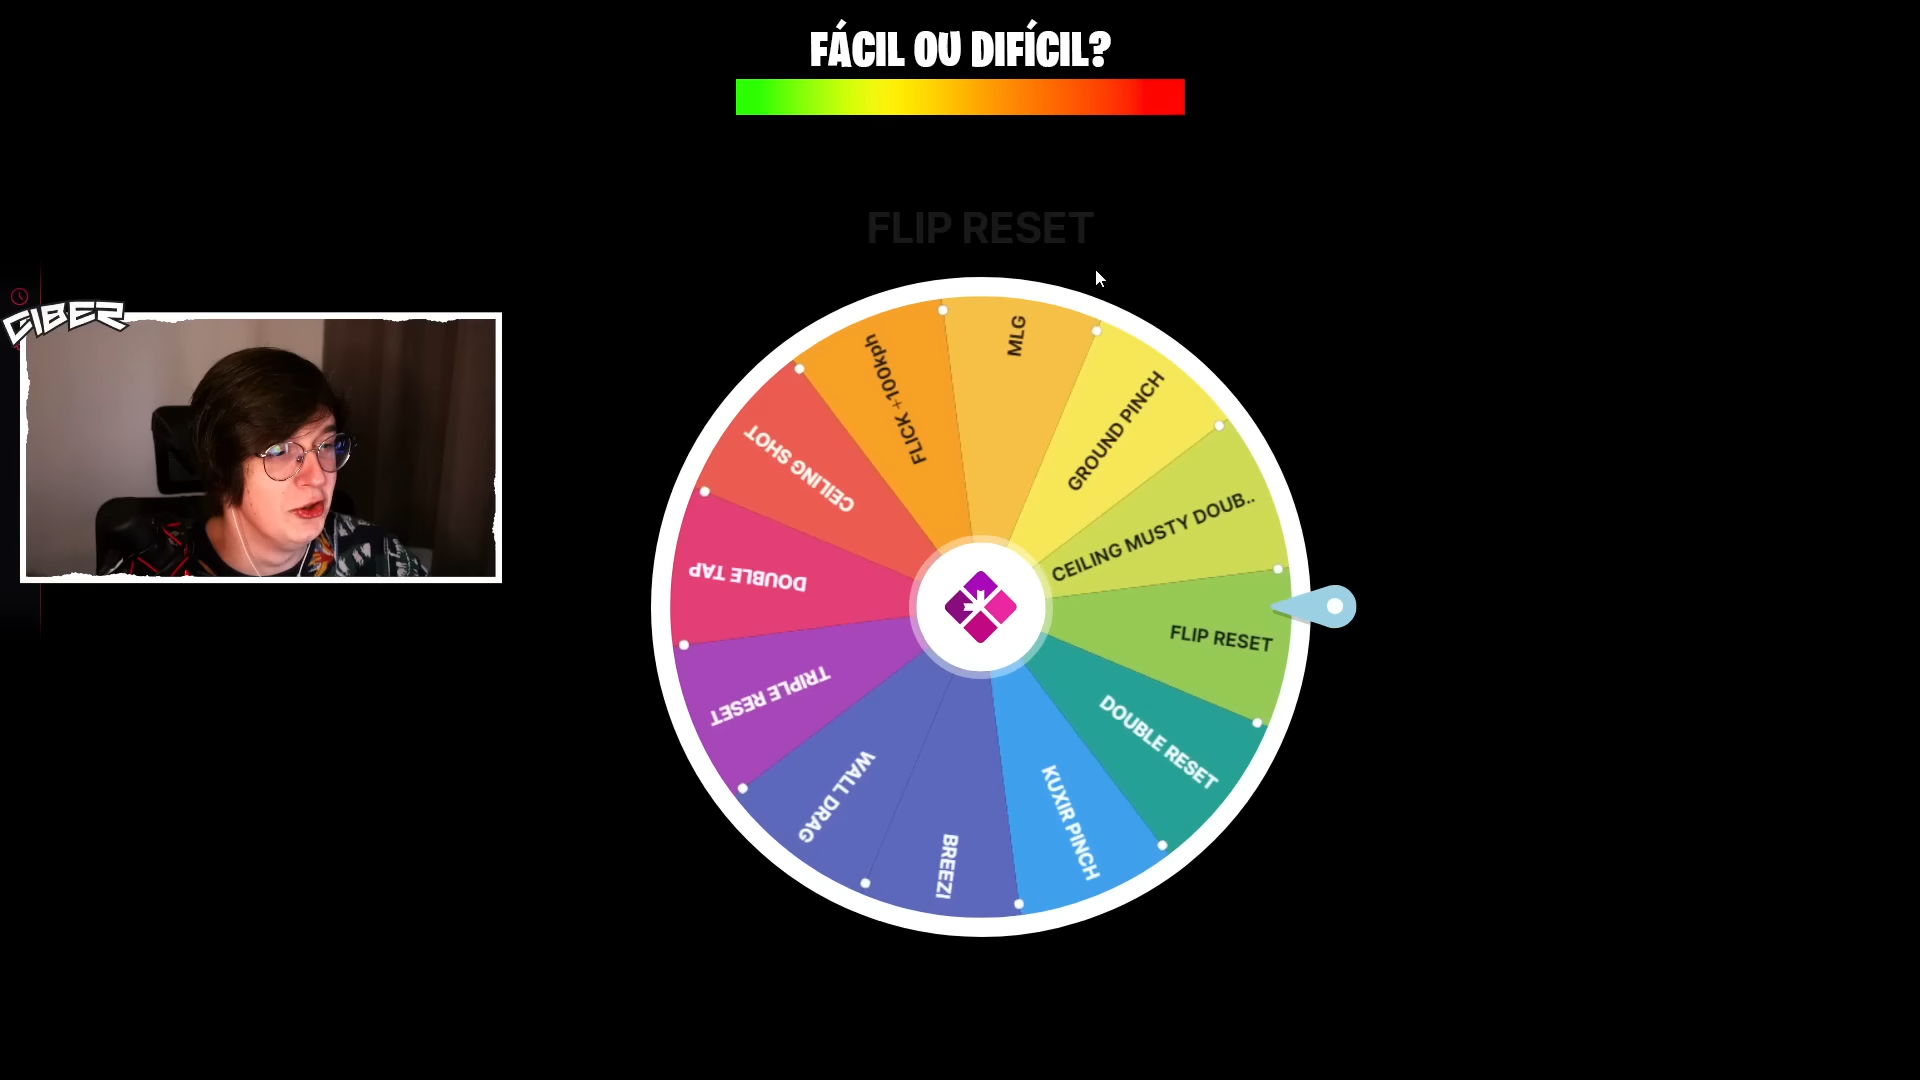 FÁCIL OU DIFÍCIL?
FLIP RESET
CIBER
MLG
GROUND PINCH
CEILING MUSTY DOUB..
FLIP RESET
DOUBLE RESET
KUXIR PINCH
BREEZI
WALL DRAG
TRIPLE RESET
DOUBLE TAP
CEILING SHOT
FLICK +100kph